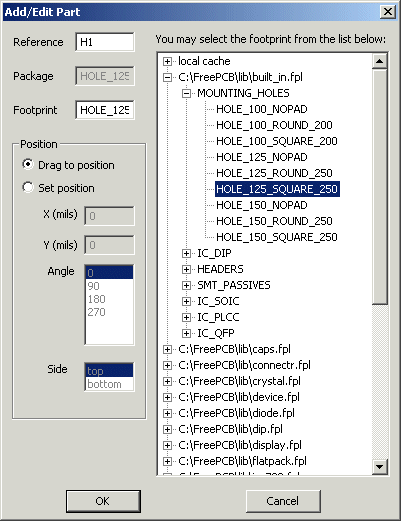 Add/Edit Part
Reference H1
Package HOLE_125
Footprint HOLE_125
Position
Drag to position
Set position
X (mils) 0
Y (mils) 0
Angle 0
90
180
270
Side top
bottom
You may select the footprint from the list below:
local cache
C:\FreePCB\lib\built_in.fpl
MOUNTING_HOLES
HOLE_100_NOPAD
HOLE_100_ROUND_200
HOLE_100_SQUARE_200
HOLE_125_NOPAD
HOLE_125_ROUND_250
HOLE_125_SQUARE_250
HOLE_150_NOPAD
HOLE_150_ROUND_250
HOLE_150_SQUARE_250
IC_DIP
HEADERS
SMT_PASSIVES
IC_SOIC
IC_PLCC
IC_QFP
C:\FreePCB\lib\caps.fpl
C:\FreePCB\lib\connectr.fpl
C:\FreePCB\lib\crystal.fpl
C:\FreePCB\lib\device.fpl
C:\FreePCB\lib\diode.fpl
C:\FreePCB\lib\dip.fpl
C:\FreePCB\lib\display.fpl
C:\FreePCB\lib\flatpack.fpl
OK
Cancel